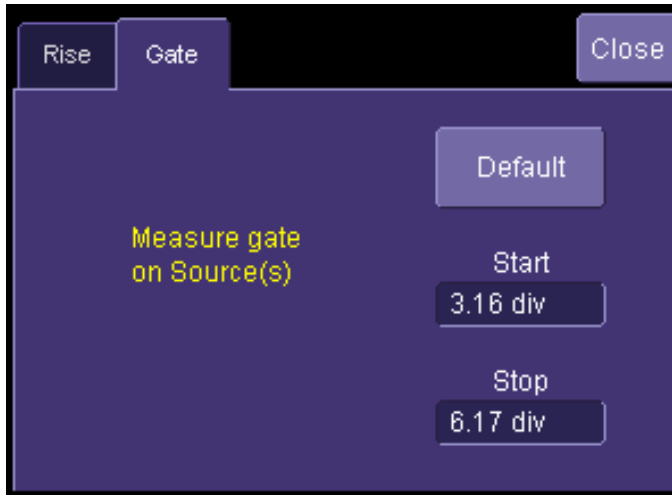 Rise
Gate
Close
Default
Measure gate
on Source(s)
Start
3.16 div
Stop
6.17 div